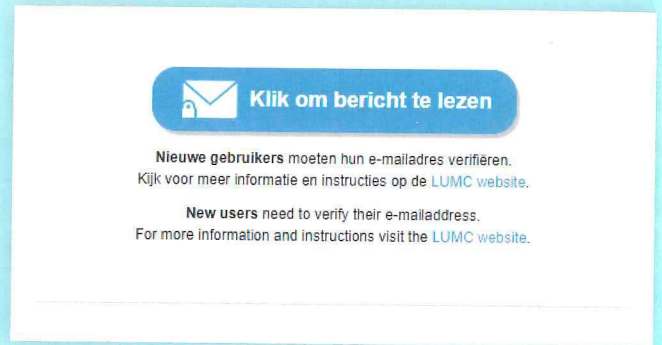 Klik om bericht te lezen
Nieuwe gebruikers moeten hun e-mailadres verifiëren.
Kijk voor meer informatie en instructies op de LUMC website.
New users need to verify their e-mailaddress.
For more information and instructions visit the LUMC website.